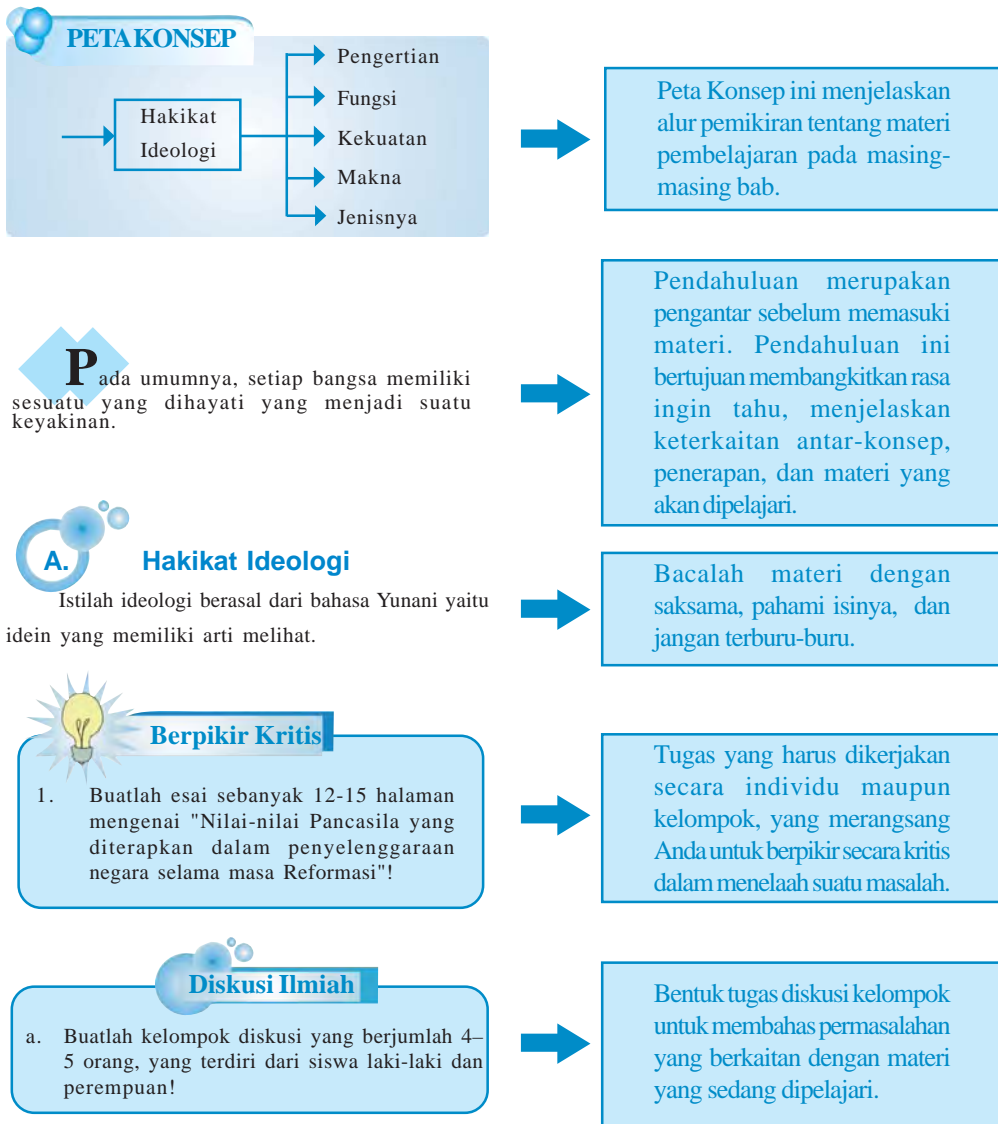 PETA KONSEP
Hakikat
Ideologi
Pengertian
Fungsi
Kekuatan
Makna
Jenisnya
Peta Konsep ini menjelaskan
alur pemikiran tentang materi
pembelajaran pada masing-
masing bab.
Pada umumnya, setiap bangsa memiliki
sesuatu yang dihayati yang menjadi suatu
keyakinan.
Pendahuluan merupakan
pengantar sebelum memasuki
materi. Pendahuluan ini
bertujuan membangkitkan rasa
ingin tahu, menjelaskan
keterkaitan antar-konsep,
penerapan, dan materi yang
akan dipelajari.
A. Hakikat Ideologi
Istilah ideologi berasal dari bahasa Yunani yaitu
idein yang memiliki arti melihat.
Bacalah materi dengan
saksama, pahami isinya, dan
jangan terburu-buru.
Berpikir Kritis
1. Buatlah esai sebanyak 12-15 halaman
mengenai "Nilai-nilai Pancasila yang
diterapkan dalam penyelenggaraan
negara selama masa Reformasi"!
Tugas yang harus dikerjakan
secara individu maupun
kelompok, yang merangsang
Anda untuk berpikir secara kritis
dalam menelaah suatu masalah.
Diskusi Ilmiah
a. Buatlah kelompok diskusi yang berjumlah 4–
5 orang, yang terdiri dari siswa laki-laki dan
perempuan!
Bentuk tugas diskusi kelompok
untuk membahas permasalahan
yang berkaitan dengan materi
yang sedang dipelajari.